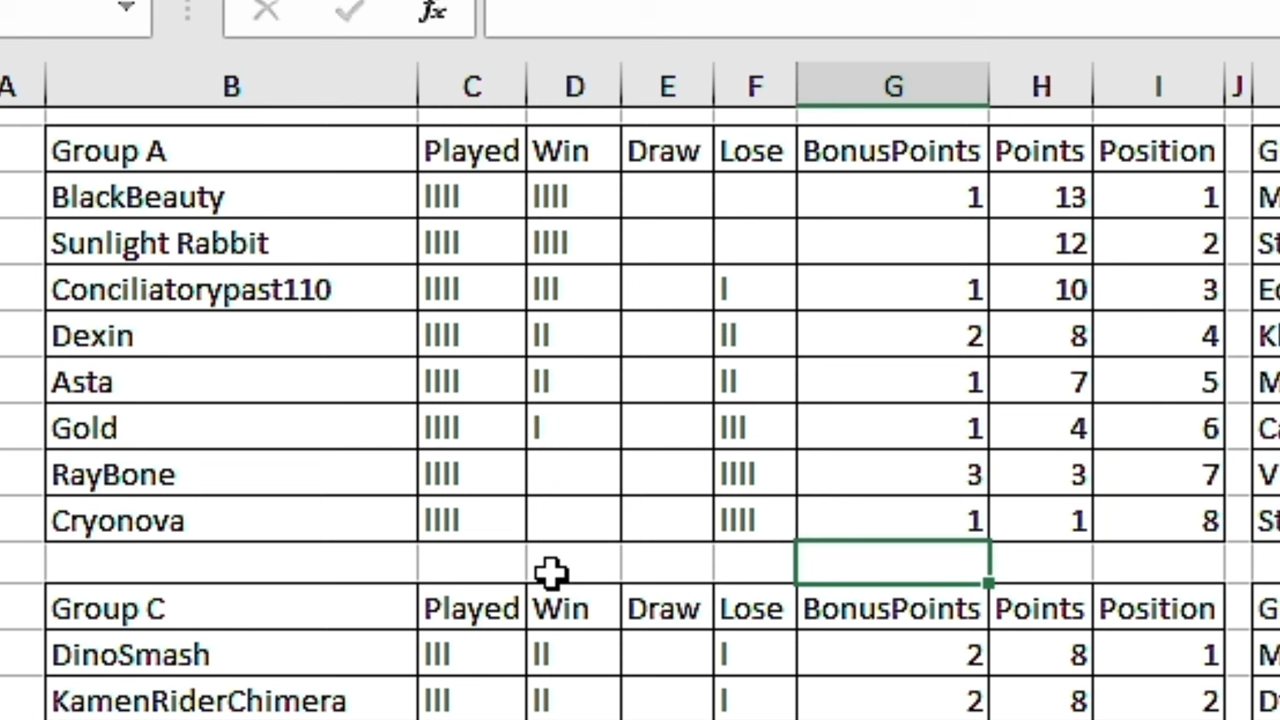 fx
A B C D E F G H I J
Group A Played Win Draw Lose BonusPoints Points Position G
BlackBeauty IIII IIII 1 13 1 M
Sunlight Rabbit IIII IIII 12 2 St
Conciliatorypast110 IIII III I 1 10 3
Dexin IIII II II 2 8 4
Asta IIII II II 1 7 5 M
Gold IIII I III 1 4 6 Ca
RayBone IIII IIII 3 3 7 V
Cryonova IIII IIII 1 1 8 St
Group C Played Win Draw Lose BonusPoints Points Position G
DinoSmash III II I 2 8 1 M
KamenRiderChimera III II I 2 8 2